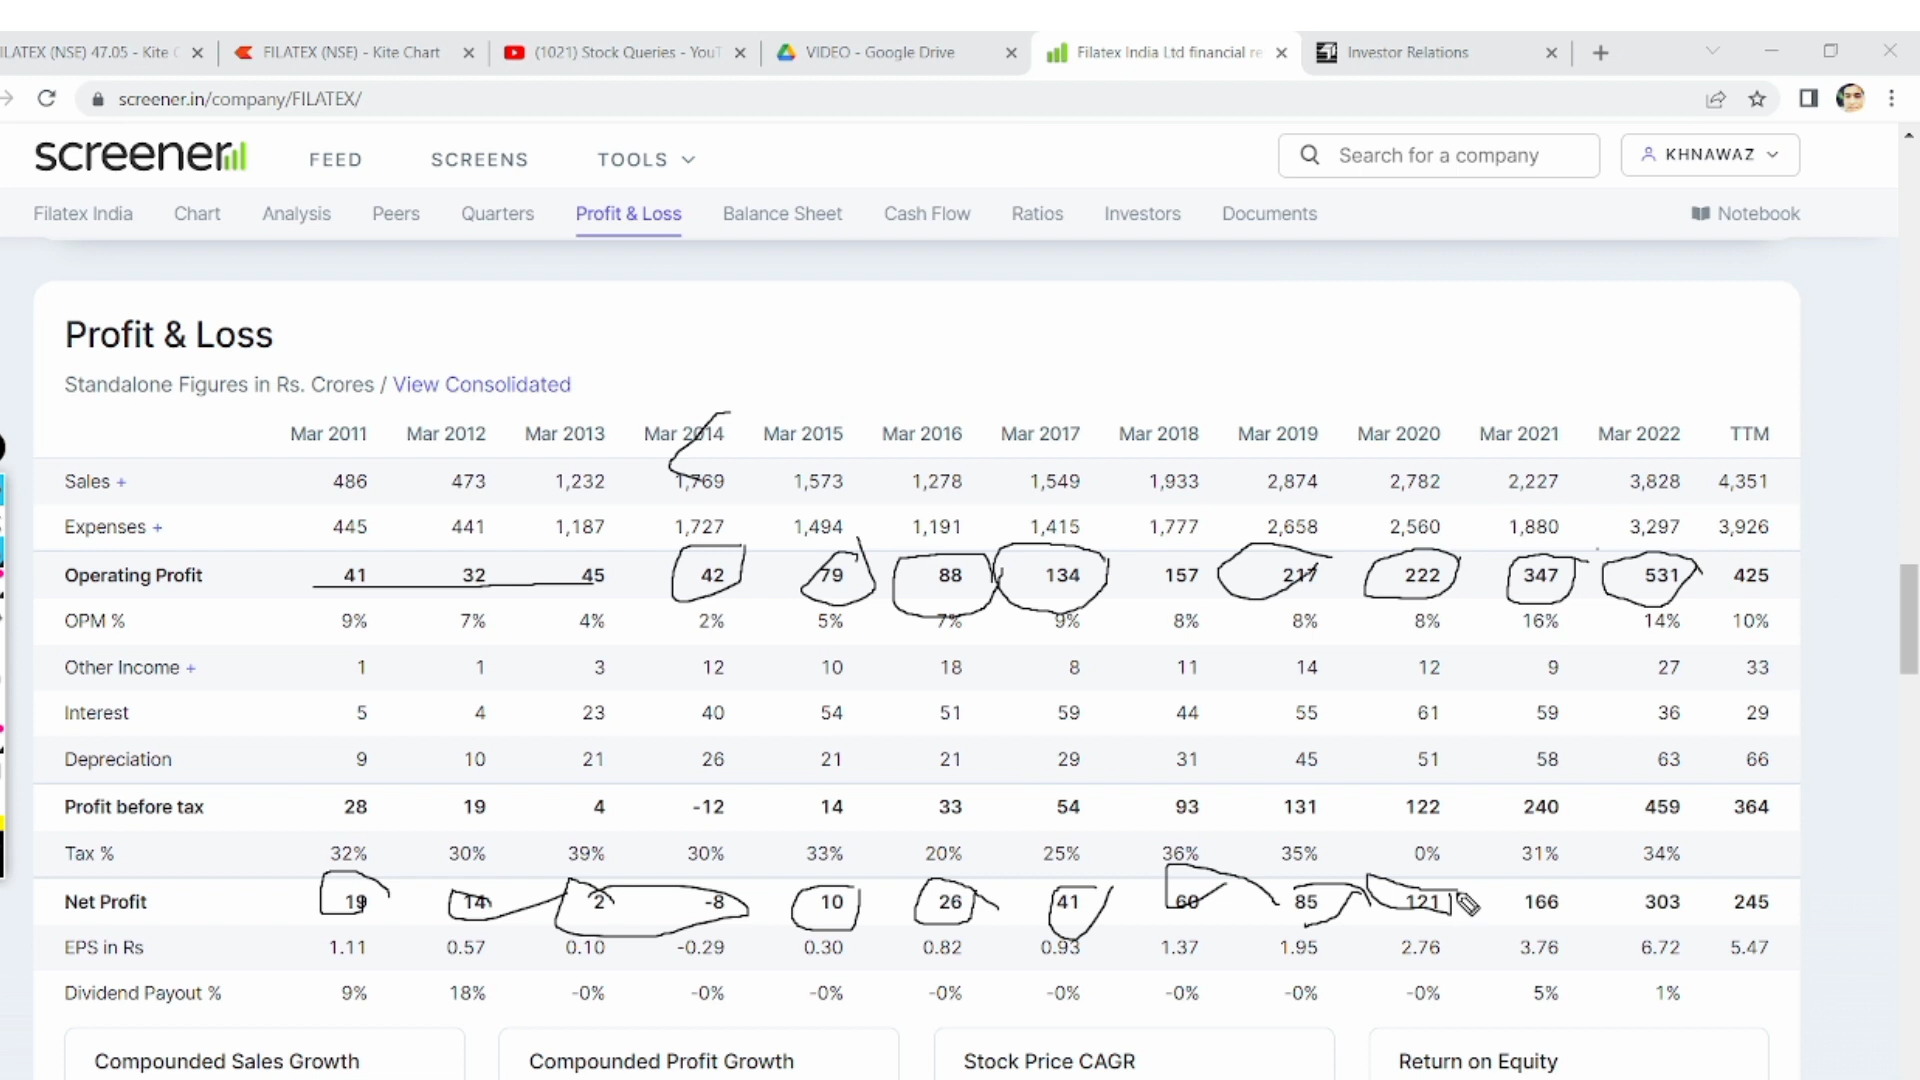 ILATEX (NSE) 47.05 - Kite C FILATEX (NSE) - Kite Chart (1021) Stock Queries - YouT VIDEO - Google Drive Filatex India Ltd financial re Investor Relations
screener.in/company/FILATEX/
screener FEED SCREENS TOOLS Search for a company KHNAWAZ
Filatex India Chart Analysis Peers Quarters Profit & Loss Balance Sheet Cash Flow Ratios Investors Documents Notebook
Profit & Loss
Standalone Figures in Rs. Crores / View Consolidated
Mar 2011 Mar 2012 Mar 2013 Mar 2014 Mar 2015 Mar 2016 Mar 2017 Mar 2018 Mar 2019 Mar 2020 Mar 2021 Mar 2022 TTM
Sales + 486 473 1,232 1,769 1,573 1,278 1,549 1,933 2,874 2,782 2,227 3,828 4,351
Expenses + 445 441 1,187 1,727 1,494 1,191 1,415 1,777 2,658 2,560 1,880 3,297 3,926
Operating Profit 41 32 45 42 79 88 134 157 217 222 347 531 425
OPM % 9% 7% 4% 2% 5% 7% 9% 8% 8% 8% 16% 14% 10%
Other Income + 1 1 3 12 10 18 8 11 14 12 9 27 33
Interest 5 4 23 40 54 51 59 44 55 61 59 36 29
Depreciation 9 10 21 26 21 21 29 31 45 51 58 63 66
Profit before tax 28 19 4 -12 14 33 54 93 131 122 240 459 364
Tax % 32% 30% 39% 30% 33% 20% 25% 36% 35% 0% 31% 34%
Net Profit 19 14 2 -8 10 26 41 60 85 121 166 303 245
EPS in Rs 1.11 0.57 0.10 -0.29 0.30 0.82 0.93 1.37 1.95 2.76 3.76 6.72 5.47
Dividend Payout % 9% 18% -0% -0% -0% -0% -0% -0% -0% -0% 5% 1%
Compounded Sales Growth Compounded Profit Growth Stock Price CAGR Return on Equity